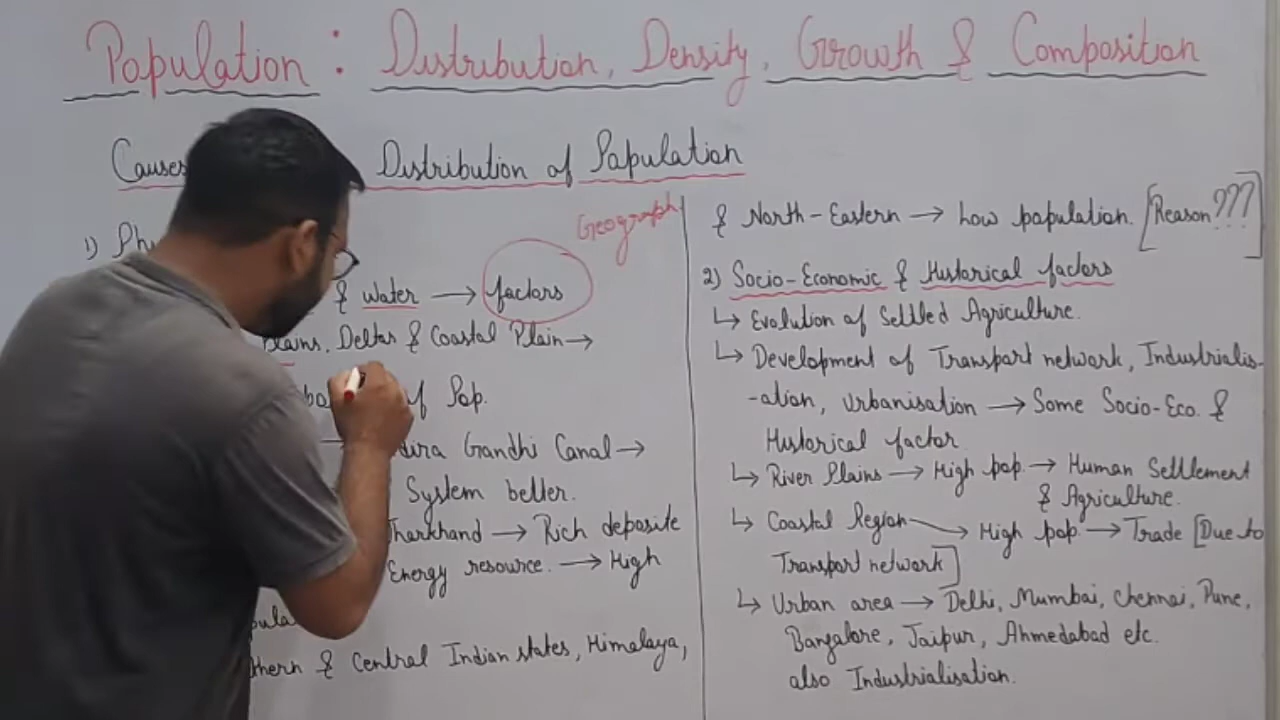 Population : Distribution, Density, Growth & Composition
Causes Distribution of Population
1) Ph
Geograph
& Water → factors
Plains, Deltas & Coastal Plain →
of Pop.
dira Gandhi Canal →
System better.
Jharkhand → Rich deposite
Energy resource. → High
pula
thern & Central Indian states, Himalaya,
& North-Eastern → Low population. [Reason???]
2) Socio-Economic & Historical factors
↳ Evolution of Settled Agriculture.
↳ Development of Transport network, Industrialis-
-ation, Urbanisation → Some Socio-Eco. &
Historical factor
↳ River Plains → High pop. → Human Settlement
& Agriculture.
↳ Coastal Region → High pop. → Trade [Due to
Transport network]
↳ Urban area → Delhi, Mumbai, Chennai, Pune,
Bangalore, Jaipur, Ahmedabad etc.
also Industrialisation.